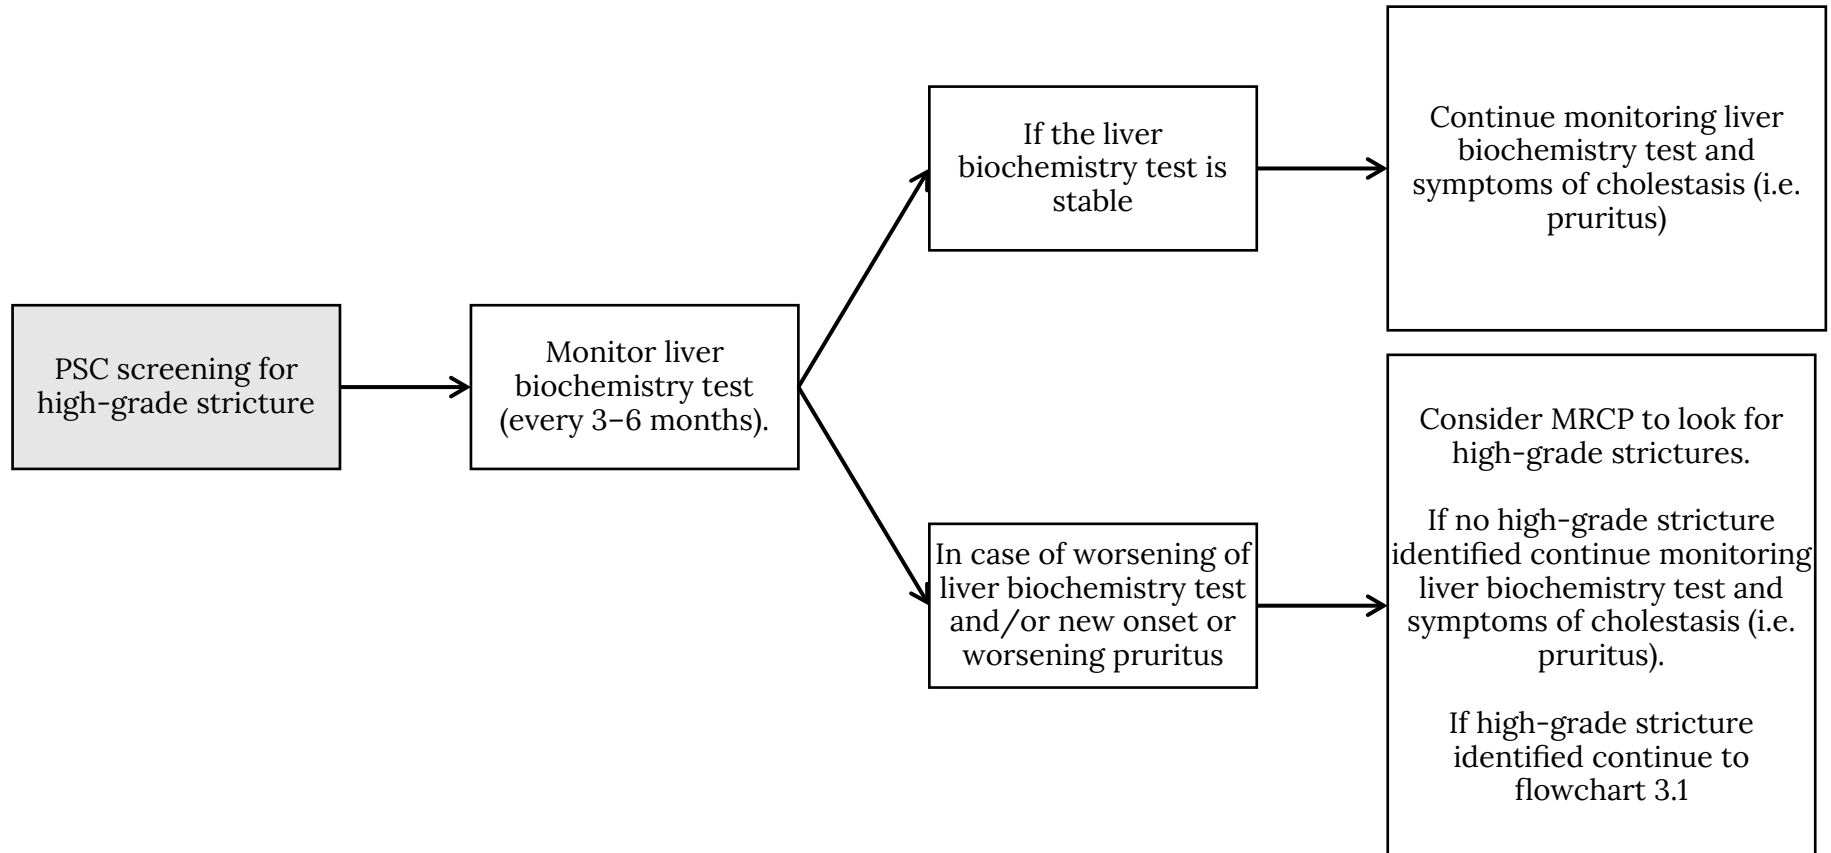 PSC screening for
high-grade stricture
Monitor liver
biochemistry test
(every 3–6 months).
If the liver
biochemistry test is
stable
Continue monitoring liver
biochemistry test and
symptoms of cholestasis (i.e.
pruritus)
In case of worsening of
liver biochemistry test
and/or new onset or
worsening pruritus
Consider MRCP to look for
high-grade strictures.
If no high-grade stricture
identified continue monitoring
liver biochemistry test and
symptoms of cholestasis (i.e.
pruritus).
If high-grade stricture
identified continue to
flowchart 3.1